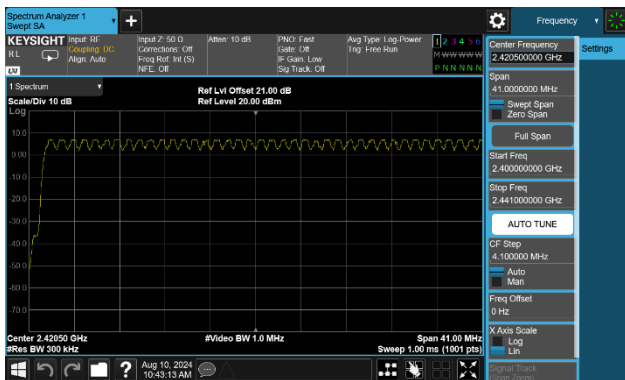 Spectrum Analyzer 1
Swept SA
Frequency
KEYSIGHT
RL
LXI
Input: RF
Coupling: DC
Align: Auto
Input Z: 50 Ω
Corrections: Off
Freq Ref: Int (S)
NFE: Off
Atten: 10 dB
PNO: Fast
Gate: Off
IF Gain: Low
Sig Track: Off
Avg Type: Log-Power
Trig: Free Run
1 2 3 4 5 6
M W W W W W
P N N N N N
1 Spectrum
Scale/Div 10 dB
Log
Ref Lvl Offset 21.00 dB
Ref Level 20.00 dBm
10.0
0.00
-10.0
-20.0
-30.0
-40.0
-50.0
-60.0
-70.0
Center 2.42050 GHz
#Res BW 300 kHz
#Video BW 1.0 MHz
Span 41.00 MHz
Sweep 1.00 ms (1001 pts)
Center Frequency
2.420500000 GHz
Settings
Span
41.0000000 MHz
Swept Span
Zero Span
Full Span
Start Freq
2.400000000 GHz
Stop Freq
2.441000000 GHz
AUTO TUNE
CF Step
4.100000 MHz
Auto
Man
Freq Offset
0 Hz
X Axis Scale
Log
Lin
Signal Track
(Span Zoom)
?
Aug 10, 2024
10:43:13 AM